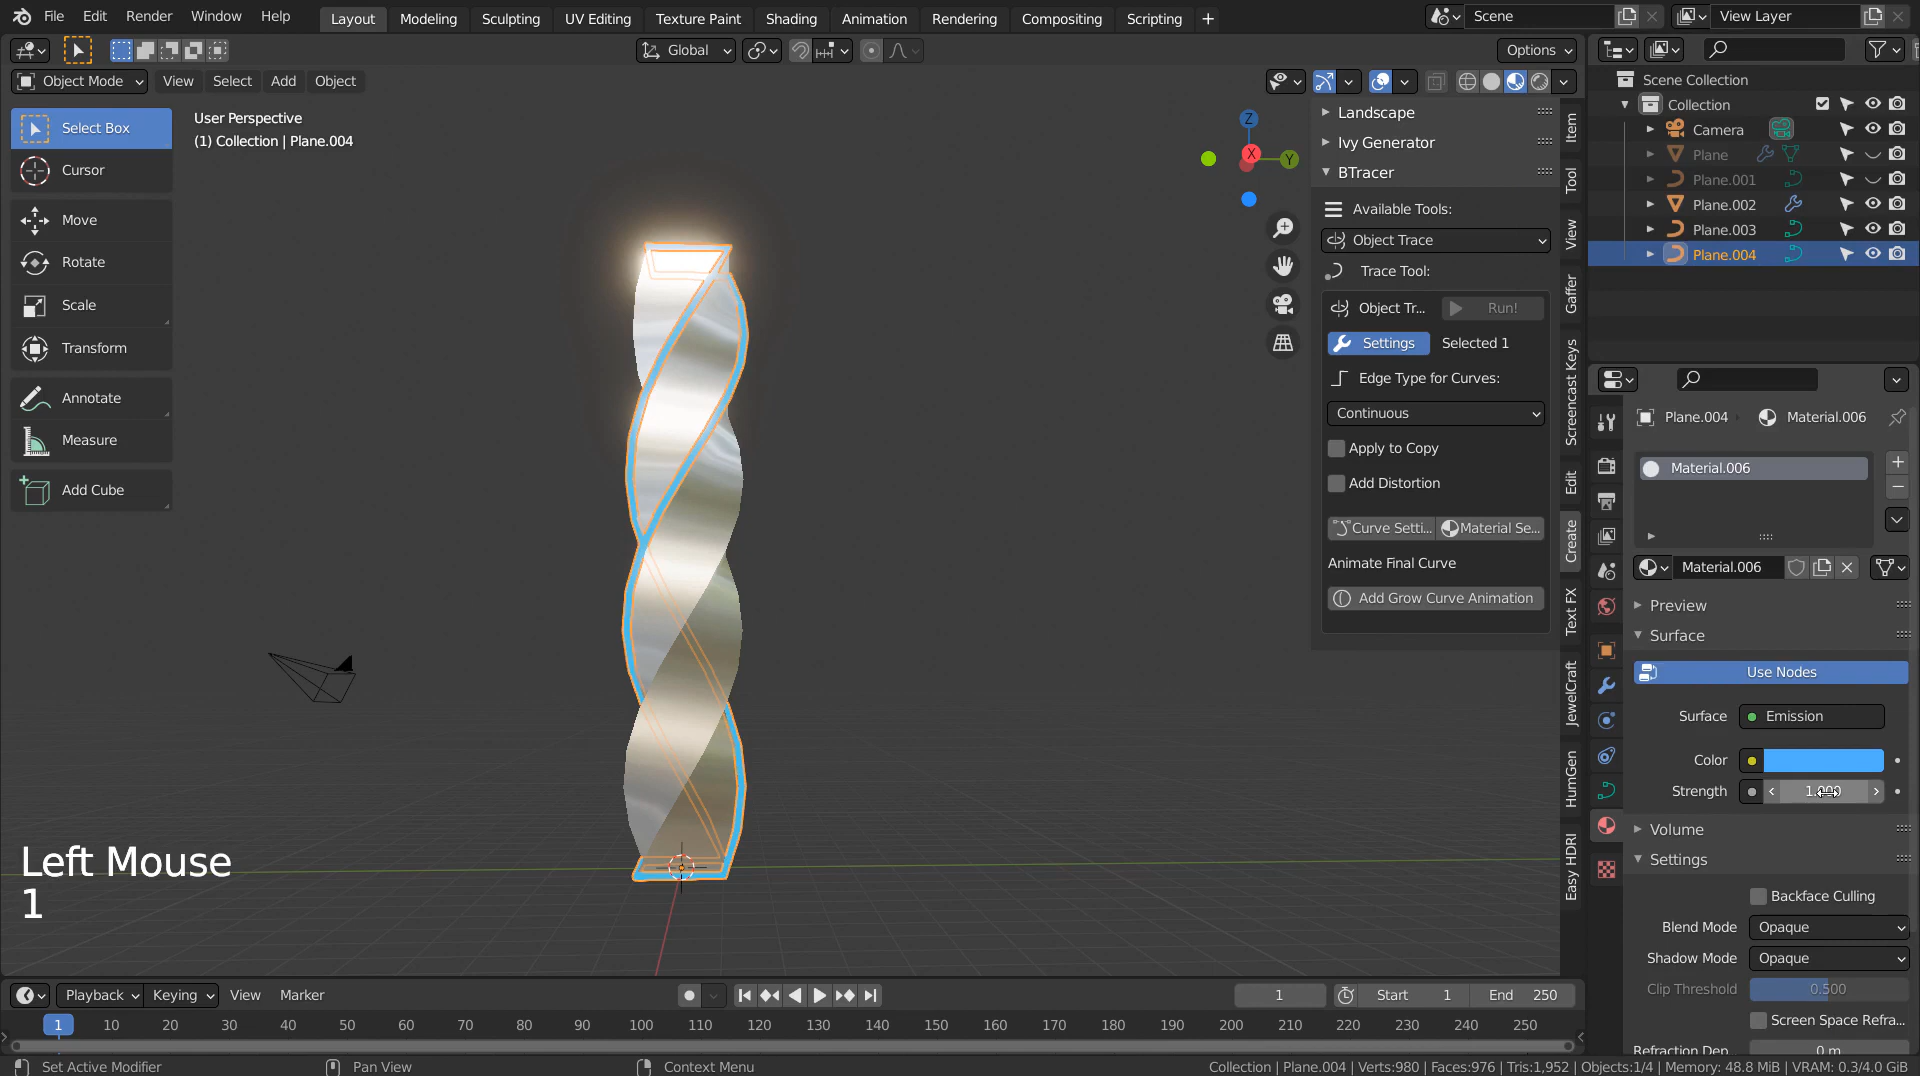 File Edit Render Window Help Layout Modeling Sculpting UV Editing Texture Paint Shading Animation Rendering Compositing Scripting + Scene View Layer
Global Options
Object Mode View Select Add Object
Select Box
Cursor
Move
Rotate
Scale
Transform
Annotate
Measure
Add Cube
User Perspective
(1) Collection | Plane.004
Z
X
Y
Landscape
Ivy Generator
BTracer
Available Tools:
Object Trace
Trace Tool:
Object Tr... Run!
Settings Selected 1
Edge Type for Curves:
Continuous
Apply to Copy
Add Distortion
Curve Setti... Material Se...
Animate Final Curve
Add Grow Curve Animation
Item
Tool
View
Gaffer
Screencast Keys
Edit
Create
Text FX
JewelCraft
HumGen
Easy HDRI
Scene Collection
Collection
Camera
Plane
Plane.001
Plane.002
Plane.003
Plane.004
Plane.004 Material.006
Material.006
Material.006
Preview
Surface
Use Nodes
Surface Emission
Color
Strength
Volume
Settings
Backface Culling
Blend Mode Opaque
Shadow Mode Opaque
Clip Threshold 0.500
Screen Space Refra...
Refraction Dep... 0 m
Left Mouse
1
Playback Keying View Marker 1 Start 1 End 250
1 10 20 30 40 50 60 70 80 90 100 110 120 130 140 150 160 170 180 190 200 210 220 230 240 250
Set Active Modifier Pan View Context Menu Collection | Plane.004 | Verts:980 | Faces:976 | Tris:1,952 | Objects:1/4 | Memory: 48.8 MiB | VRAM: 0.3/4.0 GiB